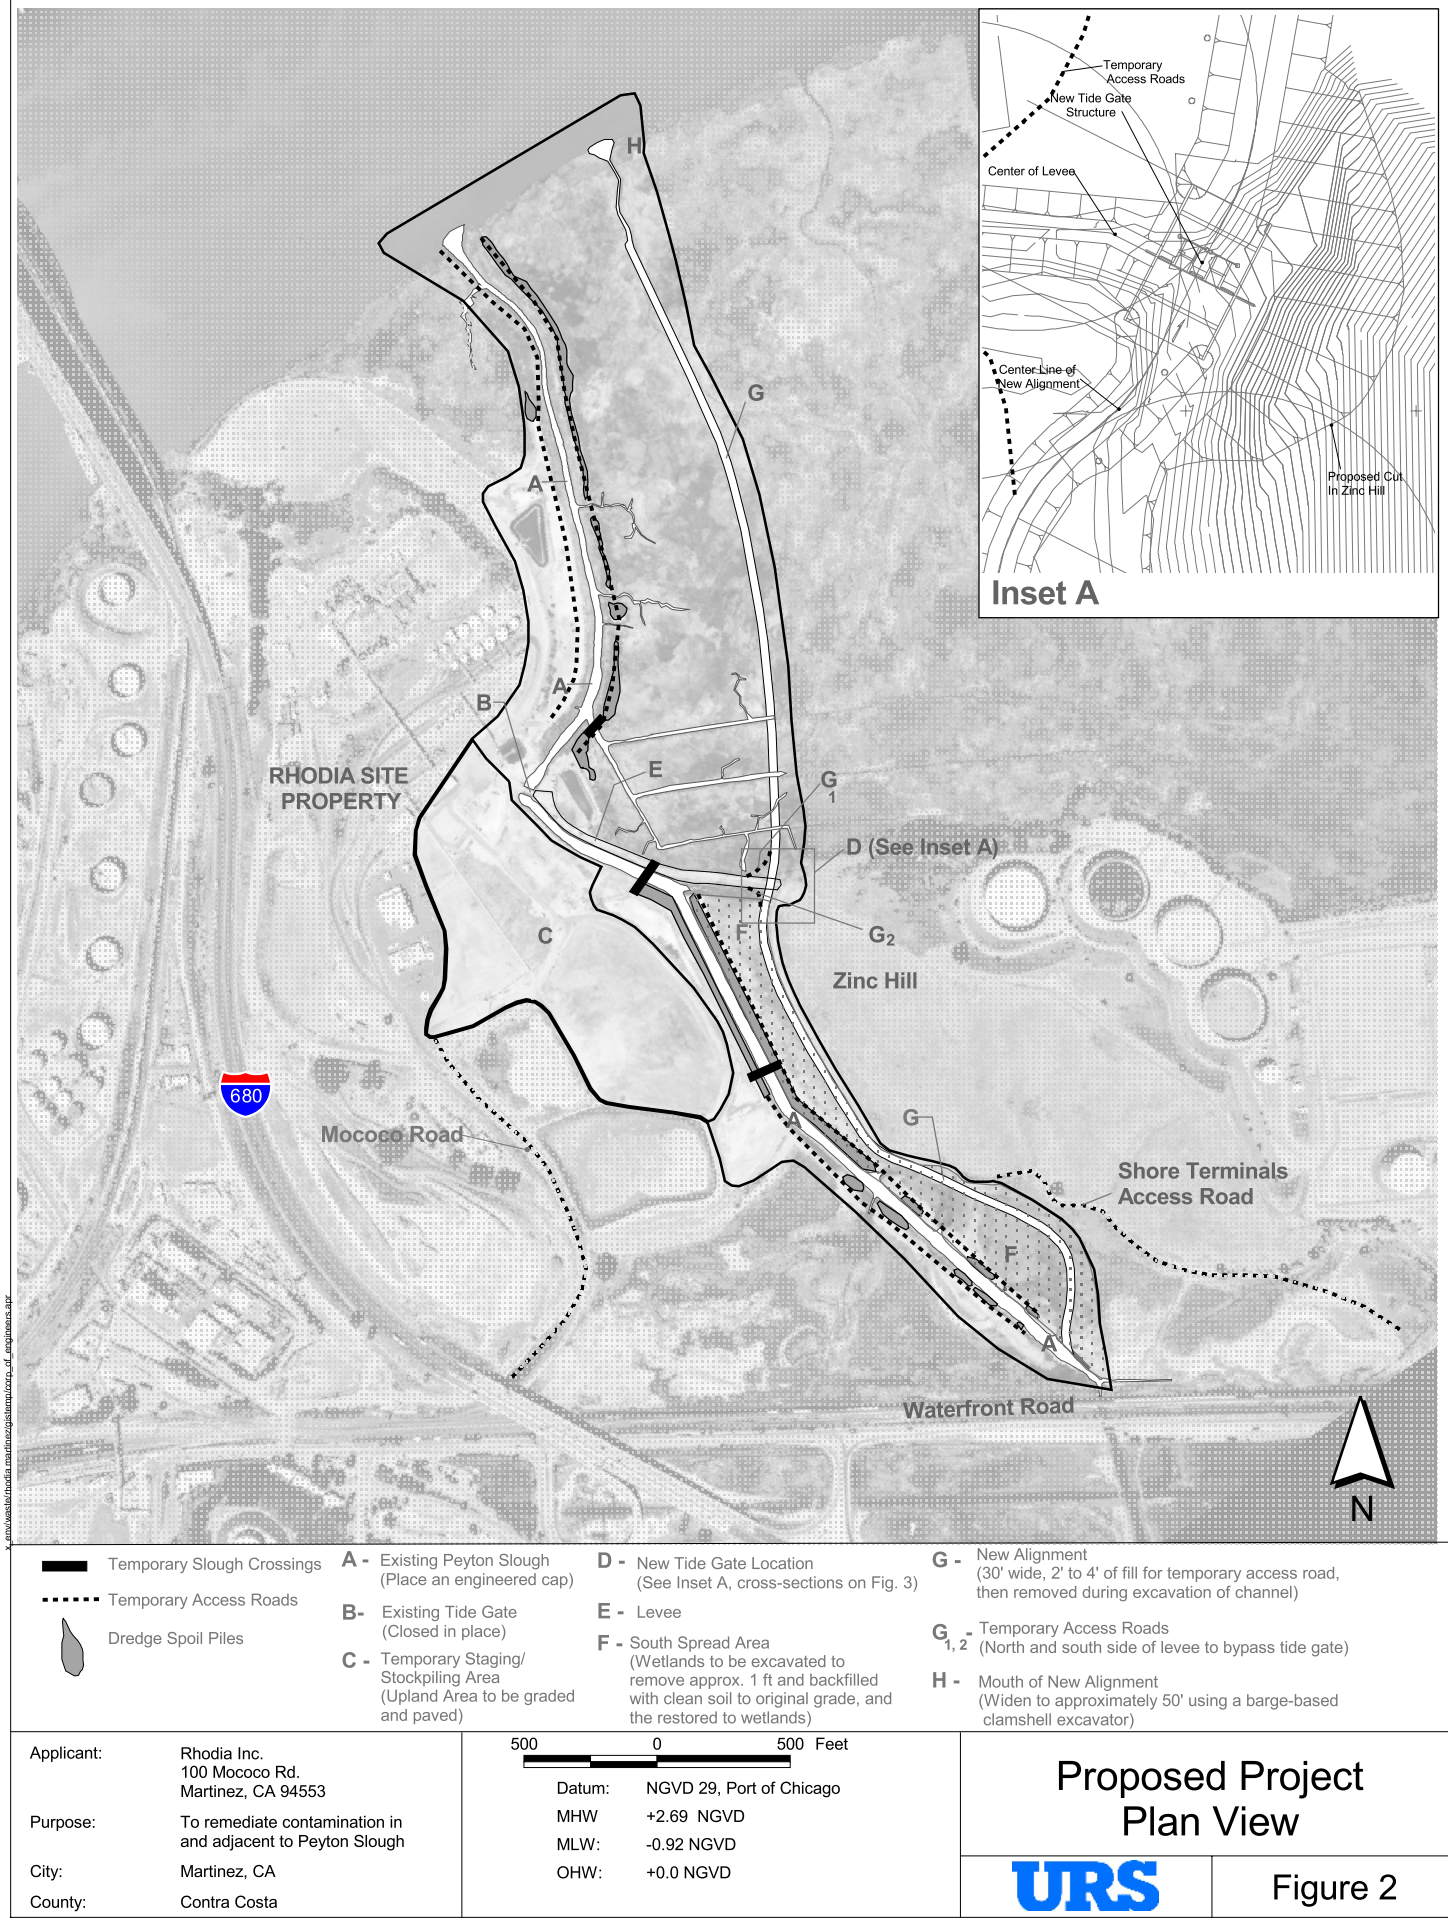 Temporary
Access Roads
New Tide Gate
Structure
Center of Levee
Center Line of
New Alignment
Proposed Cut
In Zinc Hill
Inset A
H
G
A
A
B
E
G
1
D (See Inset A)
RHODIA SITE
PROPERTY
F
G2
C
Zinc Hill
680
Mococo Road
A
G
Shore Terminals
Access Road
F
A
Waterfront Road
N
x_env/waste/rhodia martinez/gistemp/corp_of_engineers.apr
Temporary Slough Crossings
Temporary Access Roads
Dredge Spoil Piles
A - Existing Peyton Slough
(Place an engineered cap)
B- Existing Tide Gate
(Closed in place)
C - Temporary Staging/
Stockpiling Area
(Upland Area to be graded
and paved)
D - New Tide Gate Location
(See Inset A, cross-sections on Fig. 3)
E - Levee
F - South Spread Area
(Wetlands to be excavated to
remove approx. 1 ft and backfilled
with clean soil to original grade, and
the restored to wetlands)
G - New Alignment
(30' wide, 2' to 4' of fill for temporary access road,
then removed during excavation of channel)
G1, 2 - Temporary Access Roads
(North and south side of levee to bypass tide gate)
H - Mouth of New Alignment
(Widen to approximately 50' using a barge-based
clamshell excavator)
Applicant: Rhodia Inc.
100 Mococo Rd.
Martinez, CA 94553
Purpose: To remediate contamination in
and adjacent to Peyton Slough
City: Martinez, CA
County: Contra Costa
500 0 500 Feet
Datum: NGVD 29, Port of Chicago
MHW +2.69 NGVD
MLW: -0.92 NGVD
OHW: +0.0 NGVD
Proposed Project
Plan View
URS
Figure 2